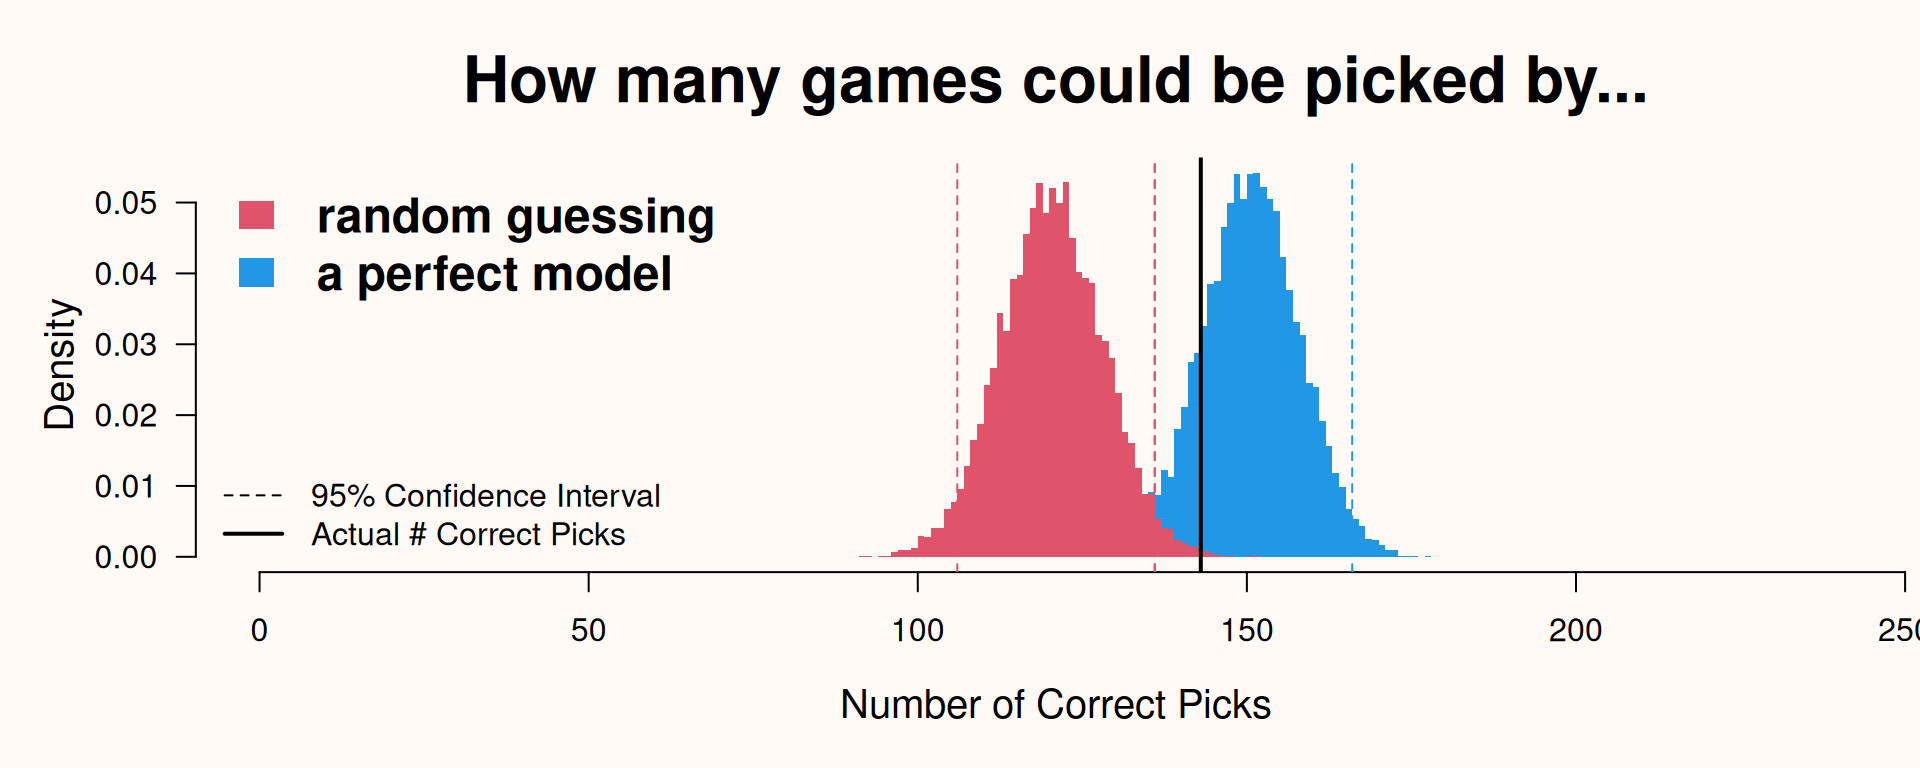 How many games could be picked by...
random guessing
a perfect model
95% Confidence Interval
Actual # Correct Picks
Density
0.05
0.04
0.03
0.02
0.01
0.00
0 50 100 150 200 250
Number of Correct Picks